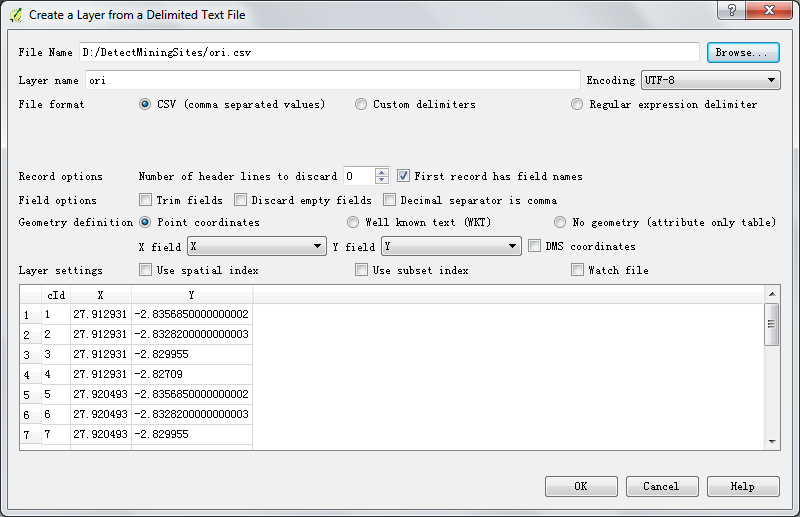 Create a Layer from a Delimited Text File
File Name D:/DetectMiningSites/ori.csv Browse...
Layer name ori Encoding UTF-8
File format CSV (comma separated values) Custom delimiters Regular expression delimiter
Record options Number of header lines to discard 0 First record has field names
Field options Trim fields Discard empty fields Decimal separator is comma
Geometry definition Point coordinates Well known text (WKT) No geometry (attribute only table)
X field X Y field Y DMS coordinates
Layer settings Use spatial index Use subset index Watch file
cId X Y
1 1 27.912931 -2.8356850000000002
2 2 27.912931 -2.8328200000000003
3 3 27.912931 -2.829955
4 4 27.912931 -2.82709
5 5 27.920493 -2.8356850000000002
6 6 27.920493 -2.8328200000000003
7 7 27.920493 -2.829955
OK Cancel Help